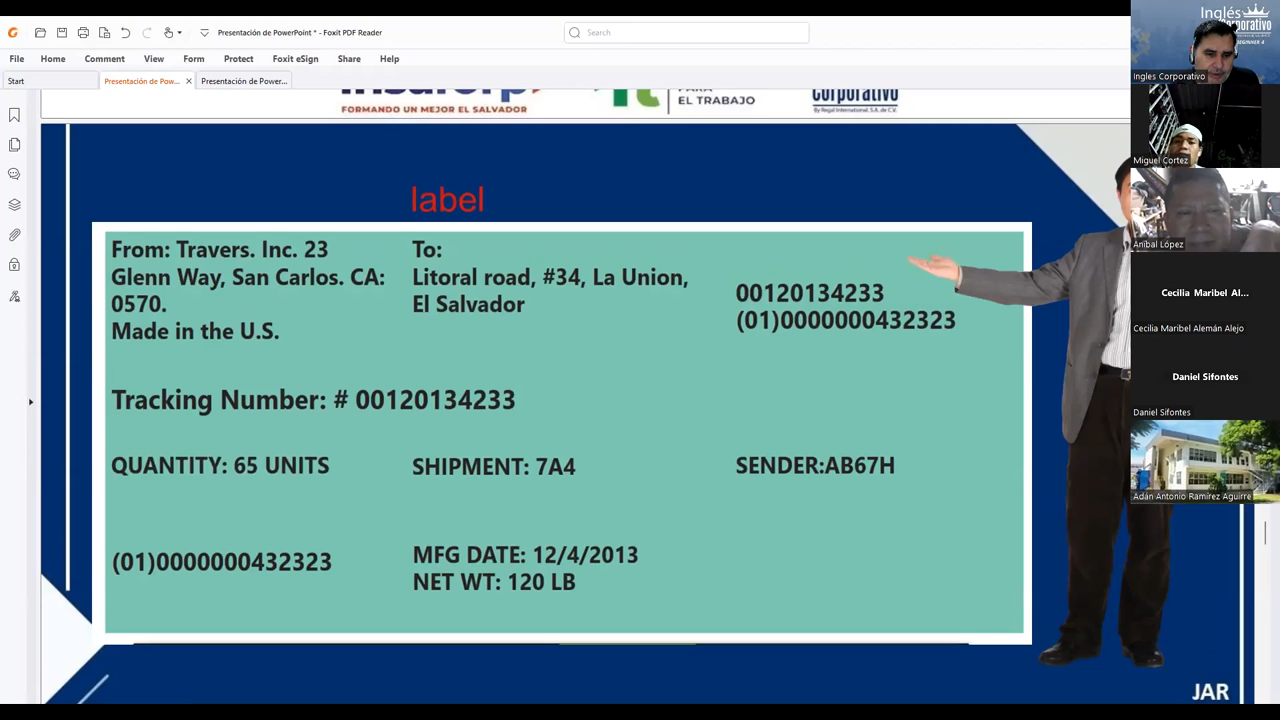 Presentación de PowerPoint * - Foxit PDF Reader
Search
File Home Comment View Form Protect Foxit eSign Share Help
Start
Presentación de Pow...
Presentación de Power...
FORMANDO UN MEJOR EL SALVADOR
EL TRABAJO
Corporativo
label
From: Travers. Inc. 23
Glenn Way, San Carlos. CA:
0570.
Made in the U.S.
To:
Litoral road, #34, La Union,
El Salvador
00120134233
(01)0000000432323
Tracking Number: # 00120134233
QUANTITY: 65 UNITS
SHIPMENT: 7A4
SENDER:AB67H
(01)0000000432323
MFG DATE: 12/4/2013
NET WT: 120 LB
JAR
Inglés
Corporativo
BEGINNER 4
Ingles Corporativo
Miguel Cortez
Aníbal López
Cecilia Maribel Al...
Cecilia Maribel Alemán Alejo
Daniel Sifontes
Daniel Sifontes
Adán Antonio Ramírez Aguirre